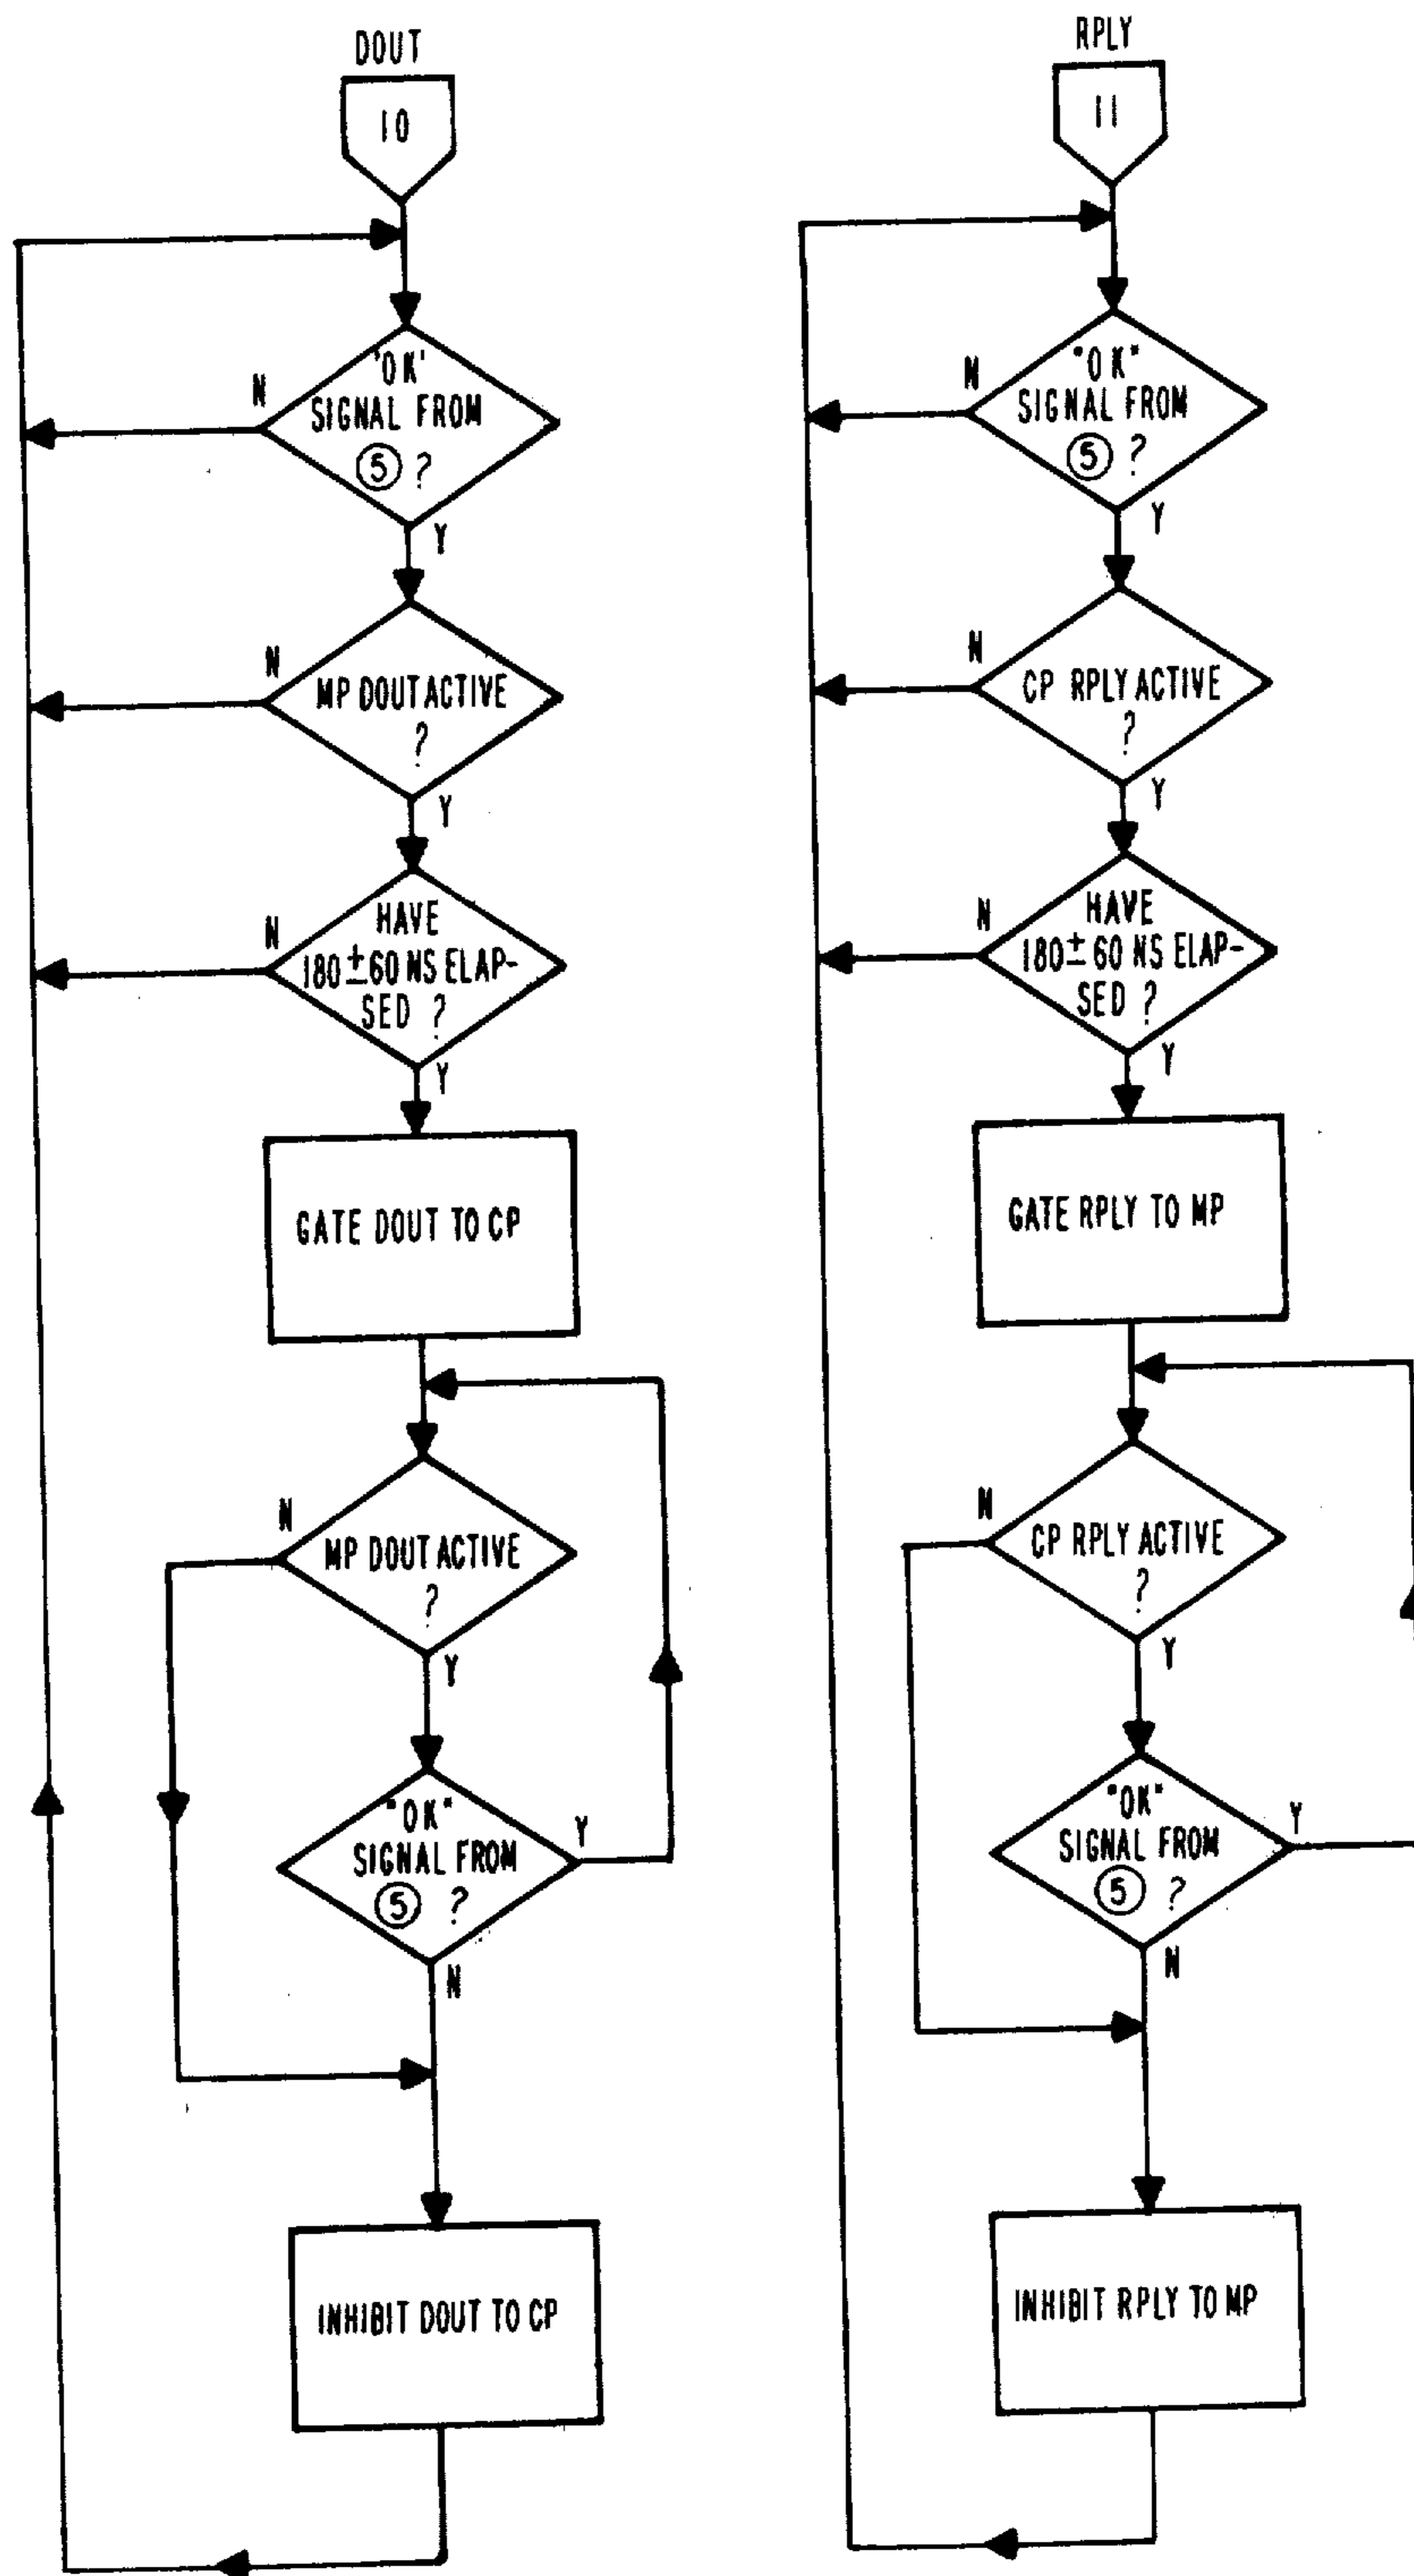 DOUT
10
'OK'
SIGNAL FROM
⑤ ?
N
Y
MP DOUT ACTIVE
?
N
Y
HAVE
180±60 NS ELAP-
SED ?
N
Y
GATE DOUT TO CP
MP DOUT ACTIVE
?
N
Y
"OK"
SIGNAL FROM
⑤ ?
Y
N
INHIBIT DOUT TO CP
RPLY
11
"OK"
SIGNAL FROM
⑤ ?
N
Y
CP RPLY ACTIVE
?
N
Y
HAVE
180±60 NS ELAP-
SED ?
N
Y
GATE RPLY TO MP
CP RPLY ACTIVE
?
N
Y
"OK"
SIGNAL FROM
⑤ ?
Y
N
INHIBIT RPLY TO MP